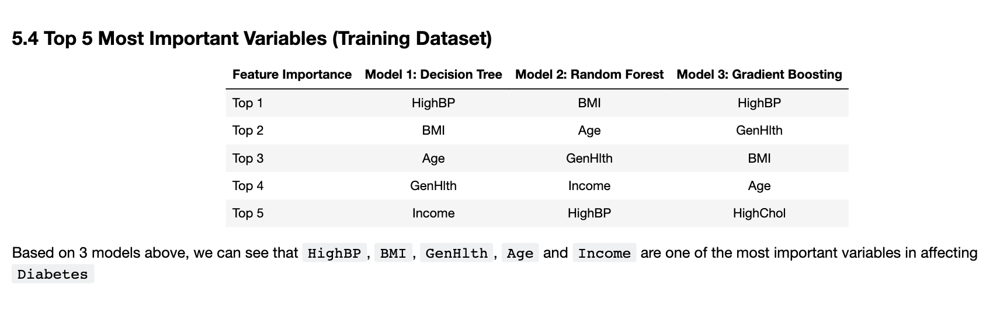 5.4 Top 5 Most Important Variables (Training Dataset)
Feature Importance Model 1: Decision Tree Model 2: Random Forest Model 3: Gradient Boosting
Top 1 HighBP BMI HighBP
Top 2 BMI Age GenHlth
Top 3 Age GenHlth BMI
Top 4 GenHlth Income Age
Top 5 Income HighBP HighChol
Based on 3 models above, we can see that HighBP , BMI , GenHlth , Age and Income are one of the most important variables in affecting
Diabetes